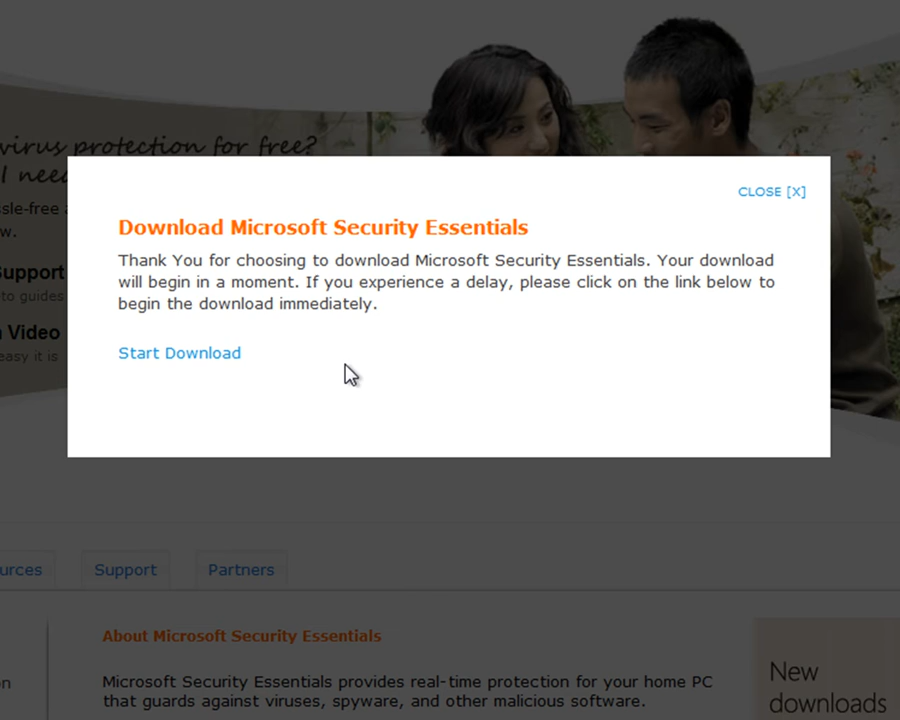 virus protection for free?
CLOSE [X]
Download Microsoft Security Essentials
Thank You for choosing to download Microsoft Security Essentials. Your download
will begin in a moment. If you experience a delay, please click on the link below to
begin the download immediately.
Start Download
Support
to guides
Video
easy it is
Support
Partners
About Microsoft Security Essentials
Microsoft Security Essentials provides real-time protection for your home PC
that guards against viruses, spyware, and other malicious software.
New
downloads